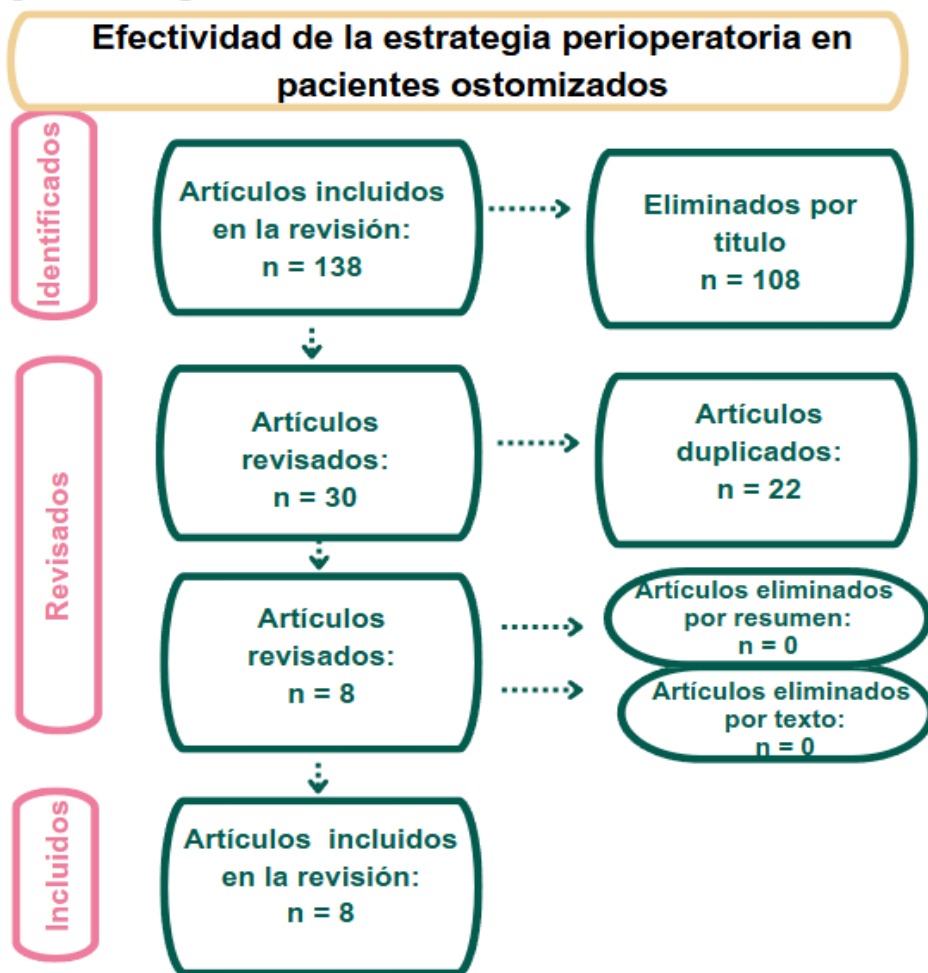 Efectividad de la estrategia perioperatoria en
pacientes ostomizados
Identificados
Artículos incluidos
en la revisión:
n = 138
Eliminados por
titulo
n = 108
Revisados
Artículos
revisados:
n = 30
Artículos
duplicados:
n = 22
Artículos
revisados:
n = 8
Artículos eliminados
por resumen:
n = 0
Artículos eliminados
por texto:
n = 0
Incluidos
Artículos incluidos
en la revisión:
n = 8